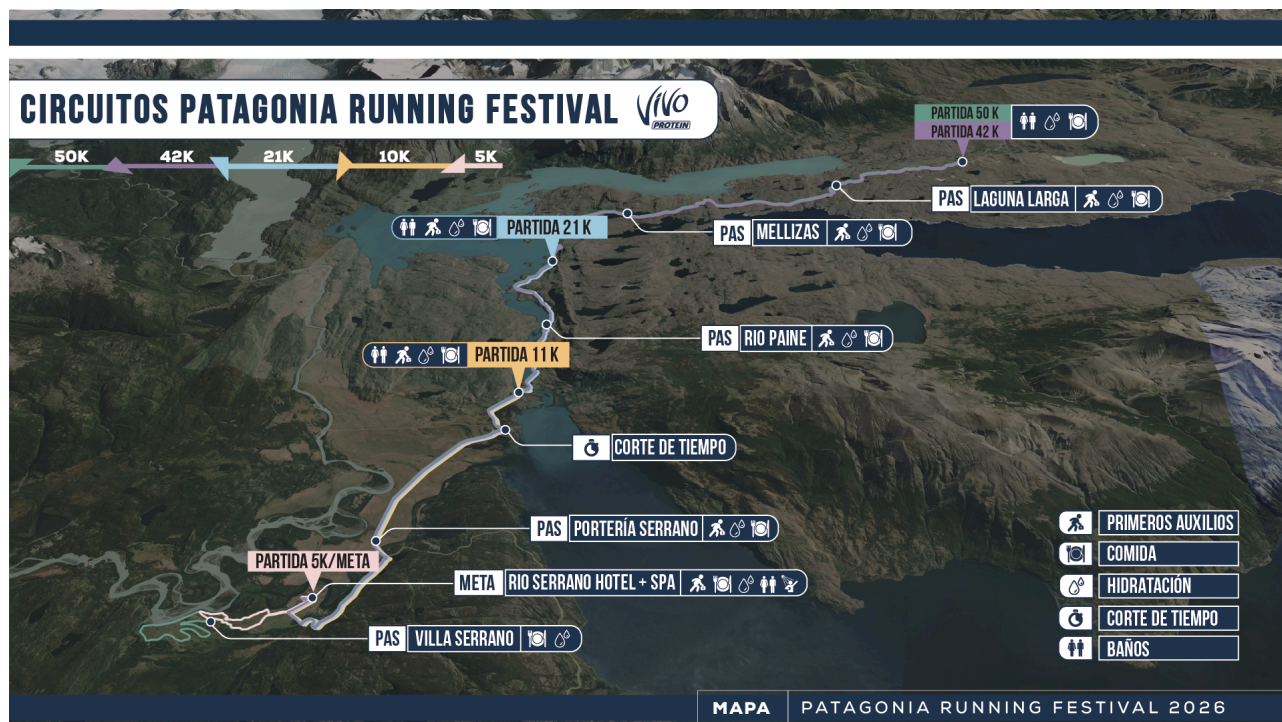 CIRCUITOS PATAGONIA RUNNING FESTIVAL
VIVO
PROTEIN
50K
42K
21K
10K
5K
PARTIDA 50 K
PARTIDA 42 K
PAS LAGUNA LARGA
PARTIDA 21 K
PAS MELLIZAS
PAS RIO PAINE
PARTIDA 11 K
CORTE DE TIEMPO
PAS PORTERÍA SERRANO
PARTIDA 5K/META
META RIO SERRANO HOTEL + SPA
PAS VILLA SERRANO
PRIMEROS AUXILIOS
COMIDA
HIDRATACIÓN
CORTE DE TIEMPO
BAÑOS
MAPA PATAGONIA RUNNING FESTIVAL 2026